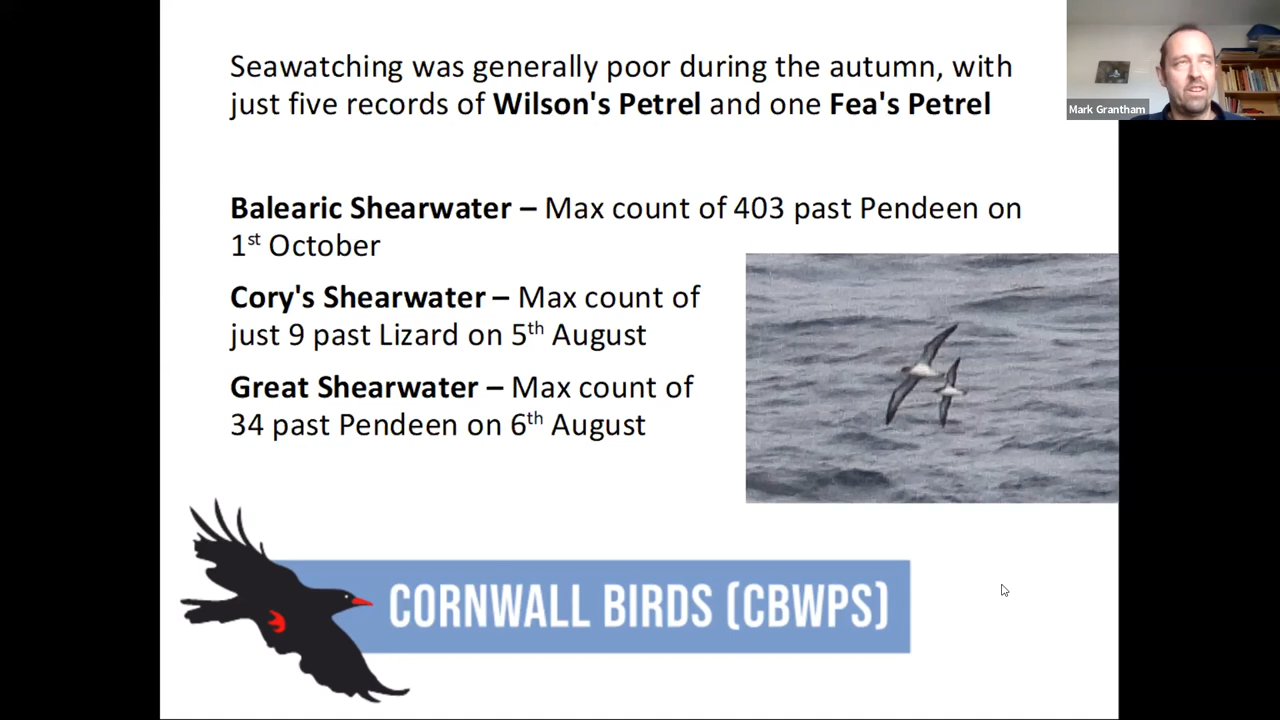 Seawatching was generally poor during the autumn, with
just five records of Wilson's Petrel and one Fea's Petrel
Mark Grantham
Balearic Shearwater – Max count of 403 past Pendeen on
1st October
Cory's Shearwater – Max count of
just 9 past Lizard on 5th August
Great Shearwater – Max count of
34 past Pendeen on 6th August
CORNWALL BIRDS (CBWPS)